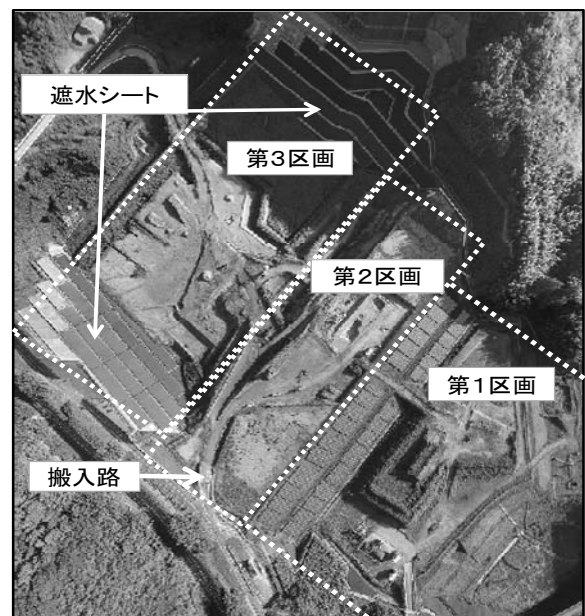 遮水シート
第3区画
第2区画
第1区画
搬入路